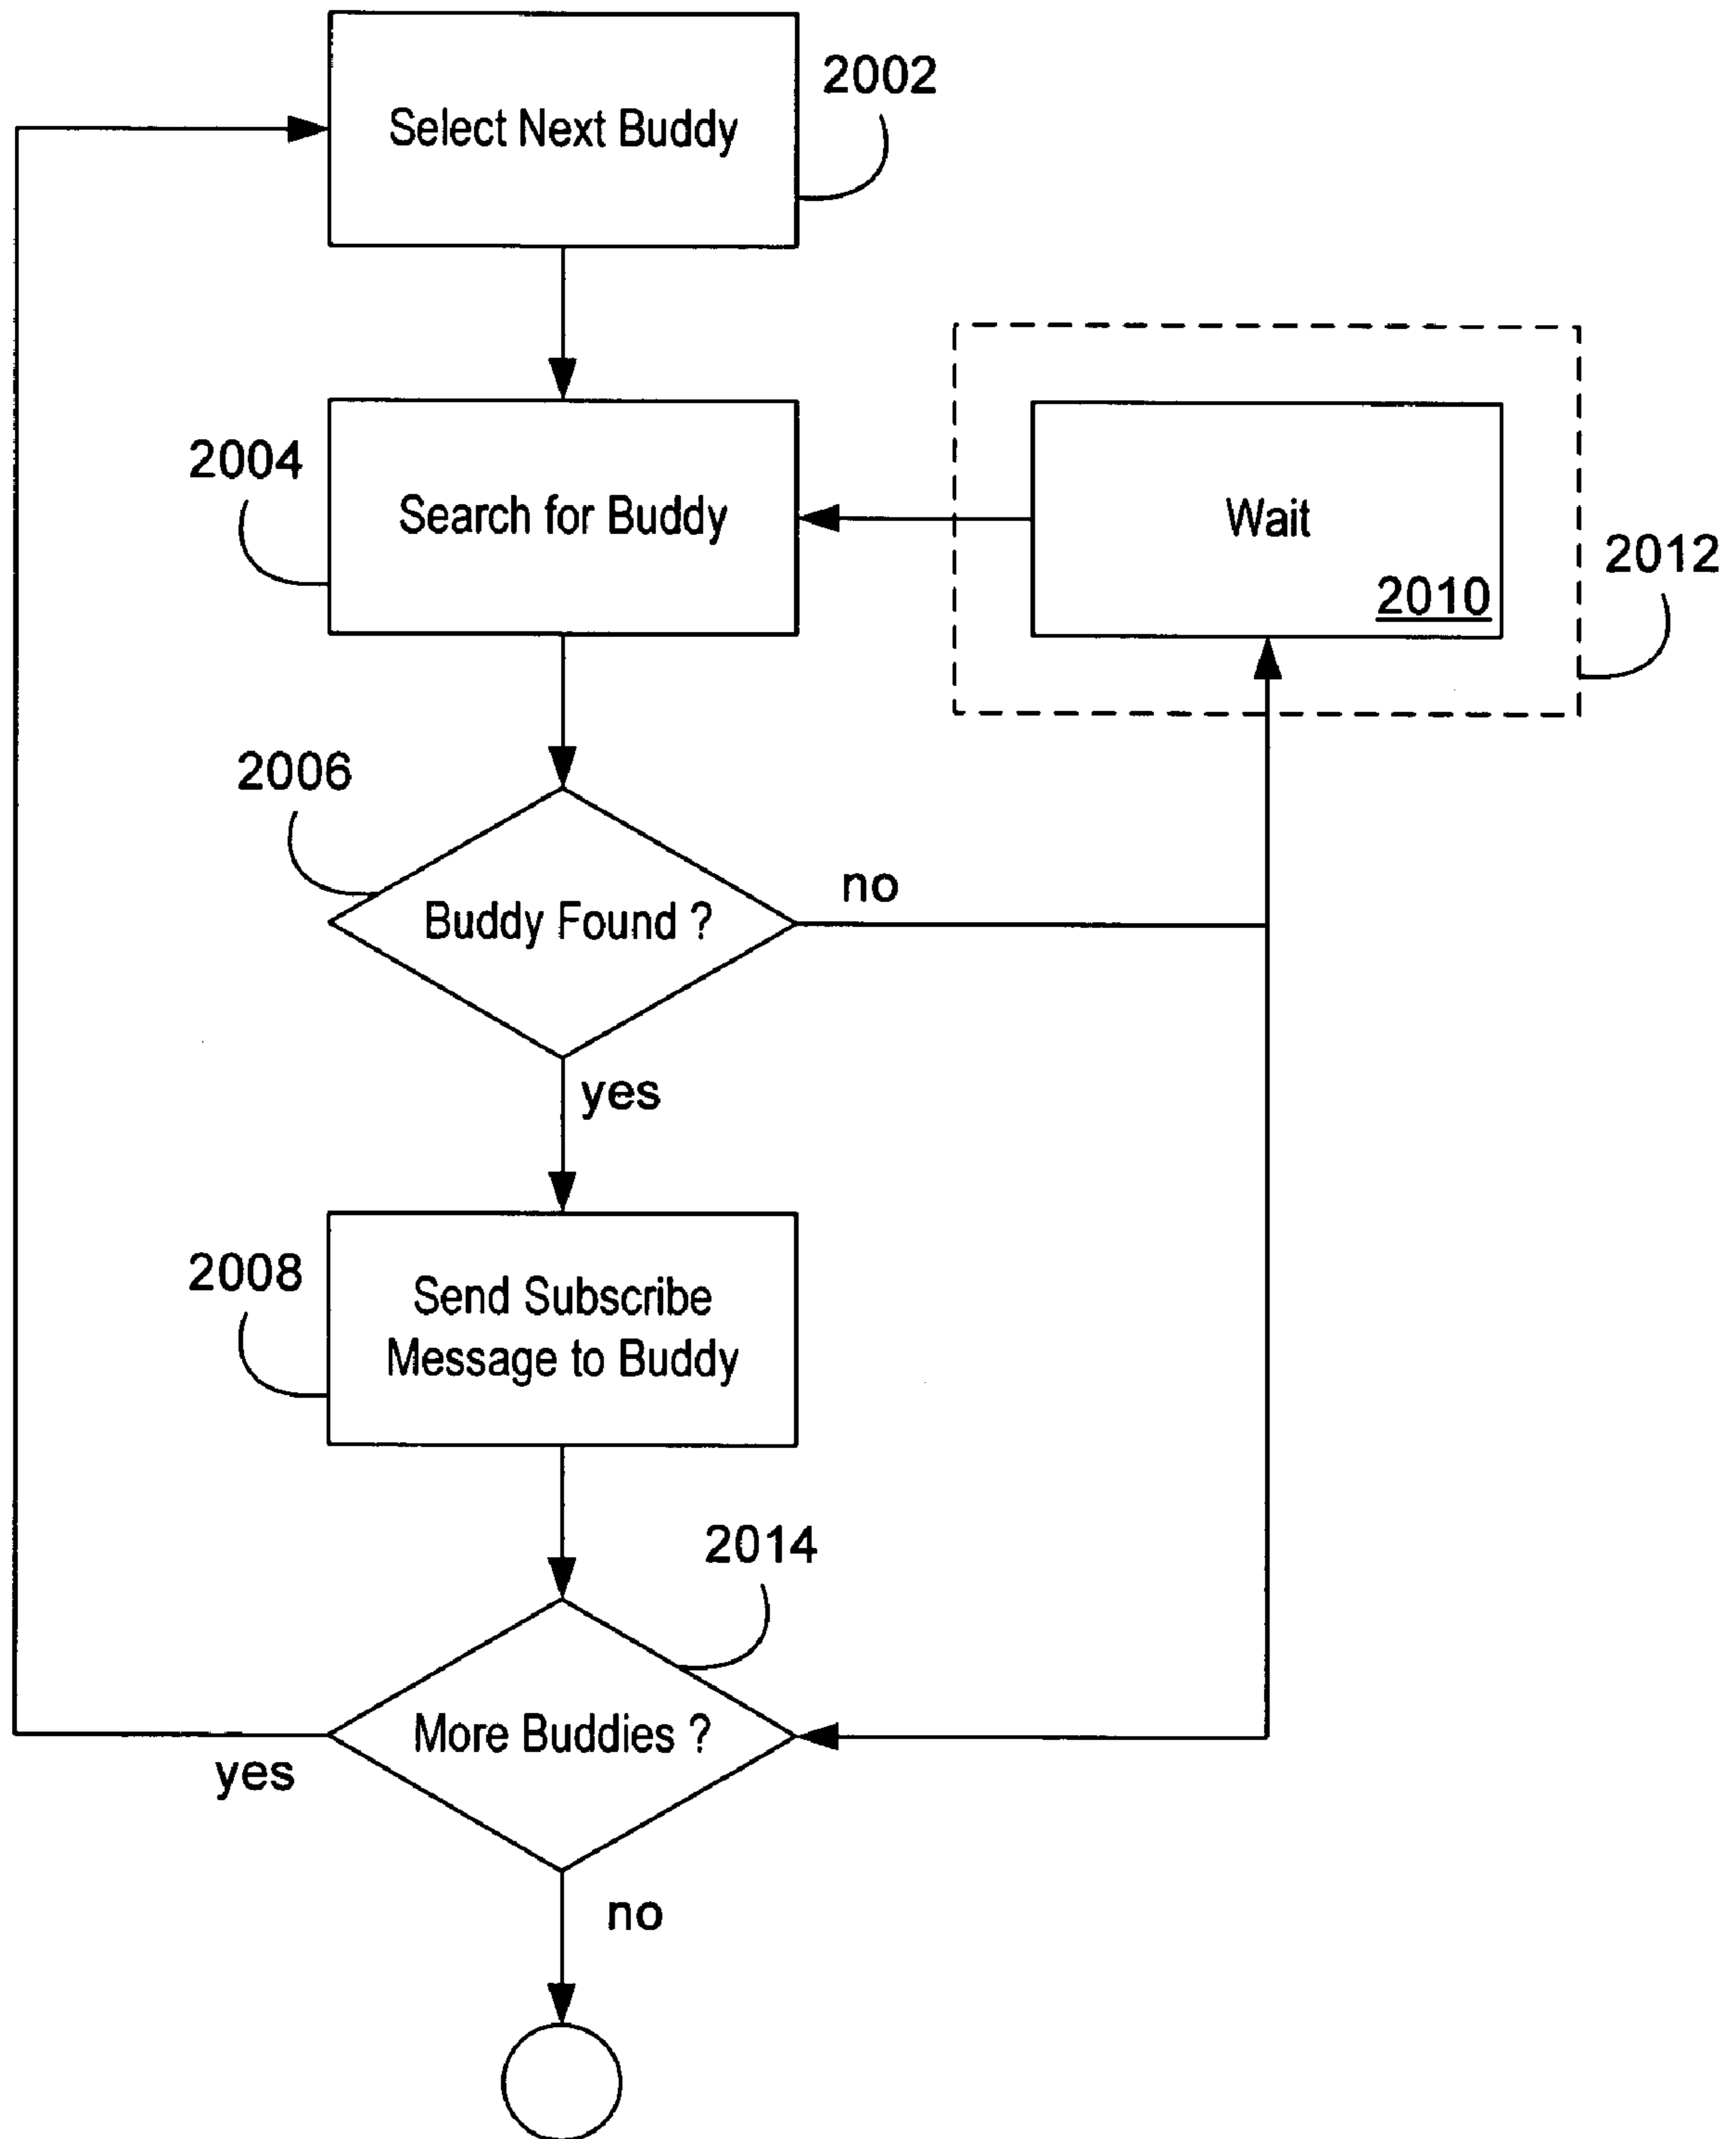 2002
Select Next Buddy
2004
Search for Buddy
Wait
2010
2012
2006
Buddy Found ?
no
yes
2008
Send Subscribe
Message to Buddy
2014
More Buddies ?
yes
no